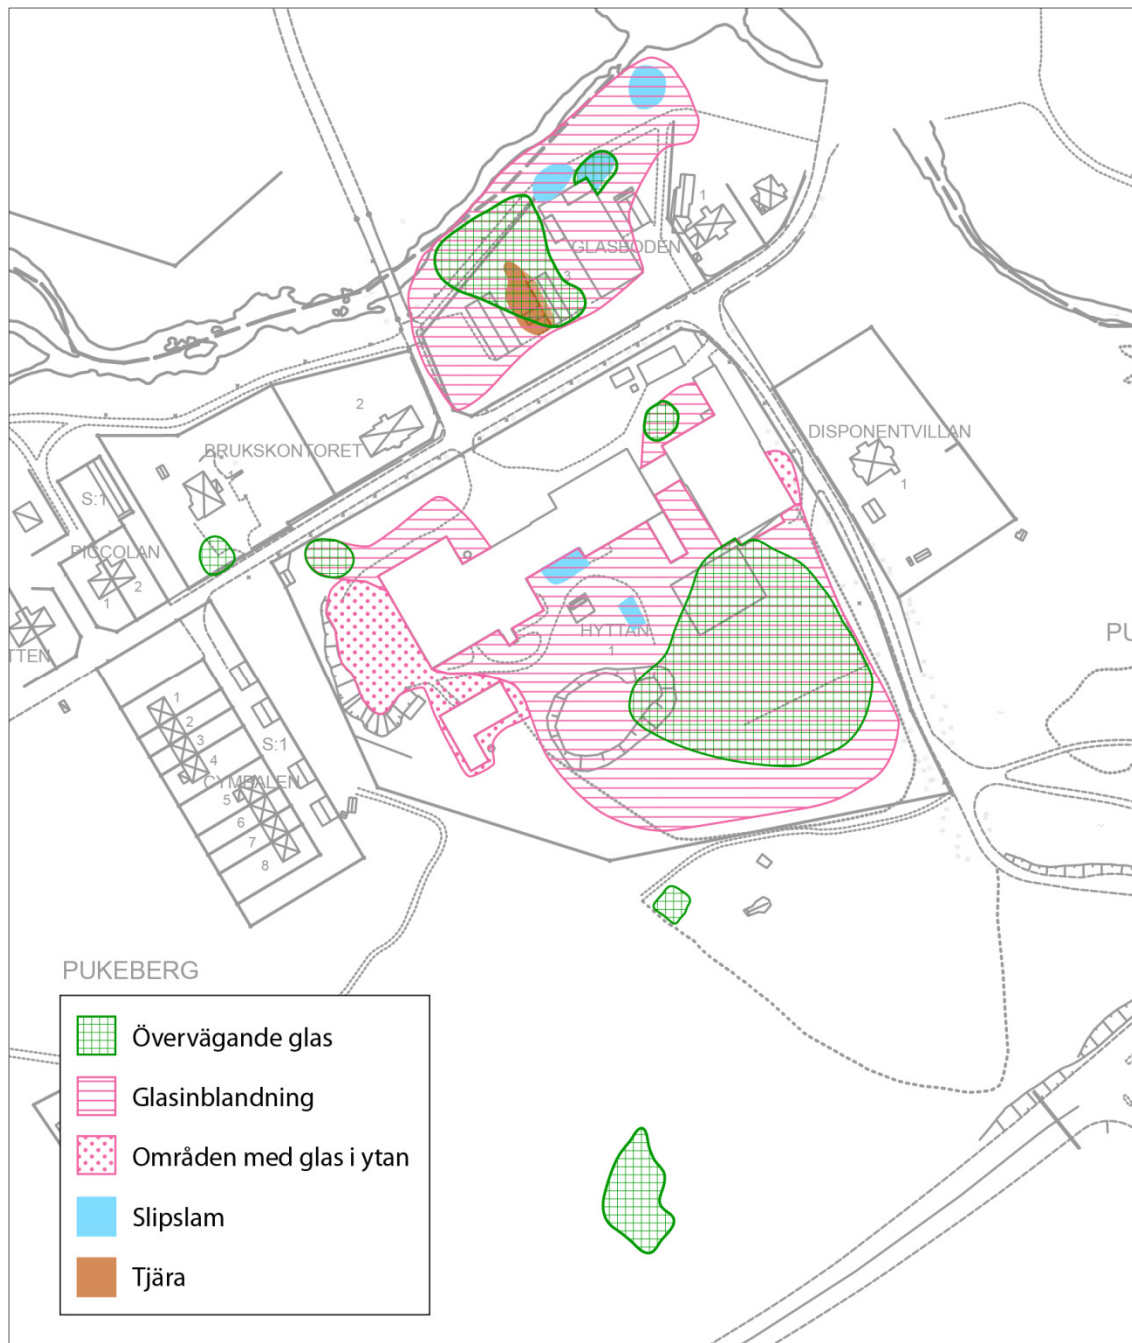 1
GLASBODEN
3
2
BRUKSKONTORET
1
DISPONENTVILLAN
1
S:1
PICCOLAN
2
1
TTEN
HYTTAN
1
PU
1
2
3
S:1
4
CYMBALEN
5
6
7
8
PUKEBERG
Övervägande glas
Glasinblandning
Områden med glas i ytan
Slipslam
Tjära